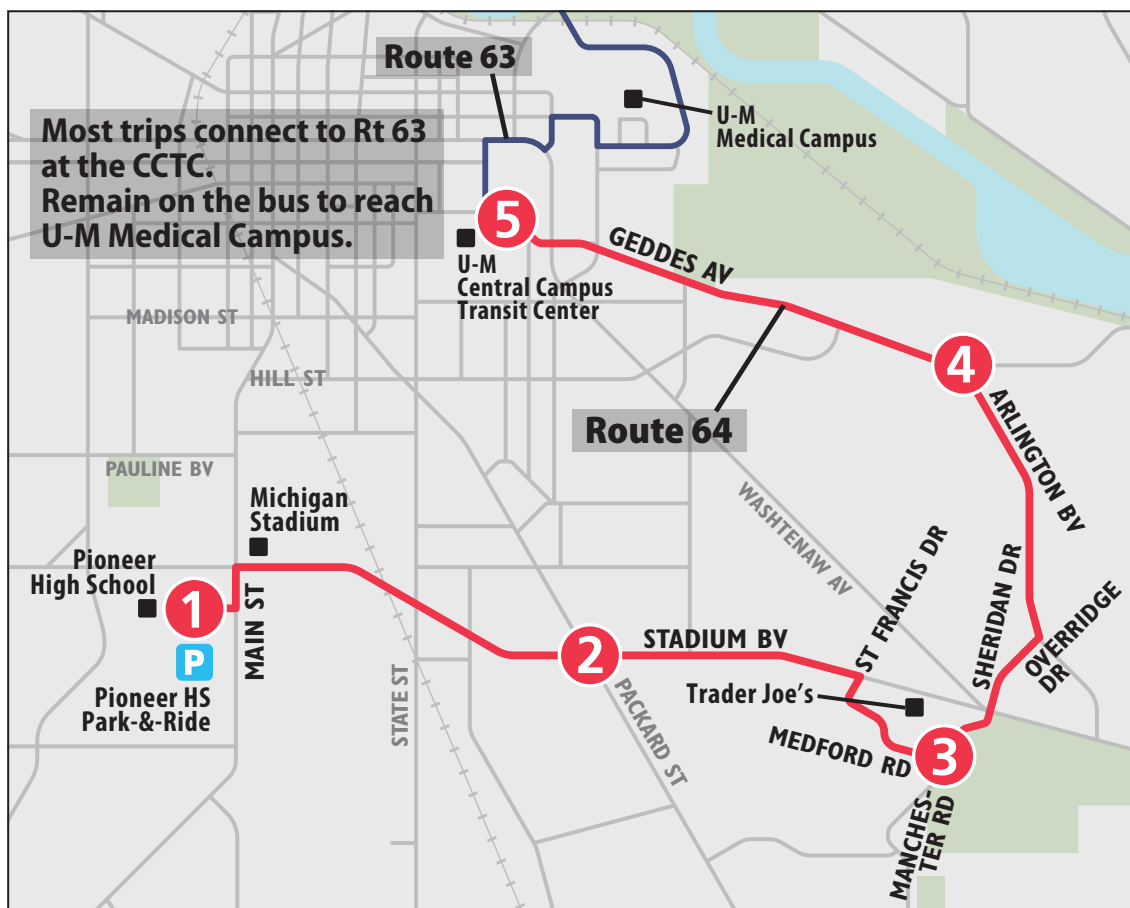 Route 63
Most trips connect to Rt 63
at the CCTC.
Remain on the bus to reach
U-M Medical Campus.
U-M
Medical Campus
5
U-M
Central Campus
Transit Center
GEDDES AV
MADISON ST
HILL ST
4
Route 64
ARLINGTON BV
PAULINE BV
Michigan
Stadium
WASHTENAW AV
Pioneer
High School
1
P
Pioneer HS
Park-&-Ride
MAIN ST
STATE ST
2
STADIUM BV
PACKARD ST
ST FRANCIS DR
SHERIDAN DR
OVERRIDGE
DR
Trader Joe's
MEDFORD RD
3
MANCHES-
TER RD